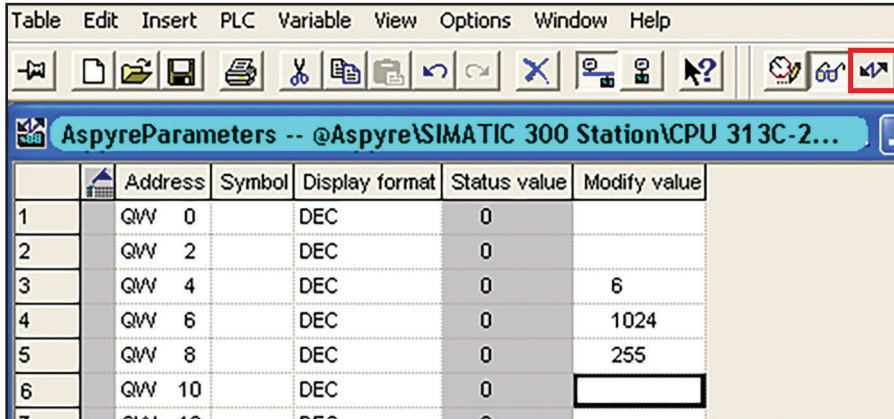 Table Edit Insert PLC Variable View Options Window Help
AspyreParameters -- @Aspyre\SIMATIC 300 Station\CPU 313C-2...
Address Symbol Display format Status value Modify value
1 QW 0 DEC 0
2 QW 2 DEC 0
3 QW 4 DEC 0 6
4 QW 6 DEC 0 1024
5 QW 8 DEC 0 255
6 QW 10 DEC 0